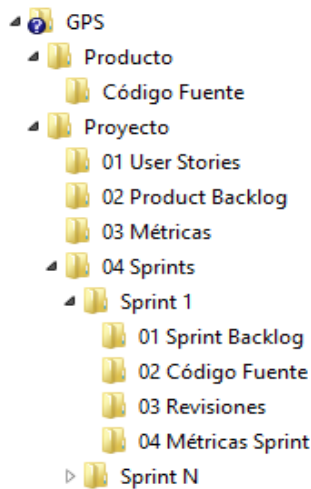 GPS
Producto
Código Fuente
Proyecto
01 User Stories
02 Product Backlog
03 Métricas
04 Sprints
Sprint 1
01 Sprint Backlog
02 Código Fuente
03 Revisiones
04 Métricas Sprint
Sprint N